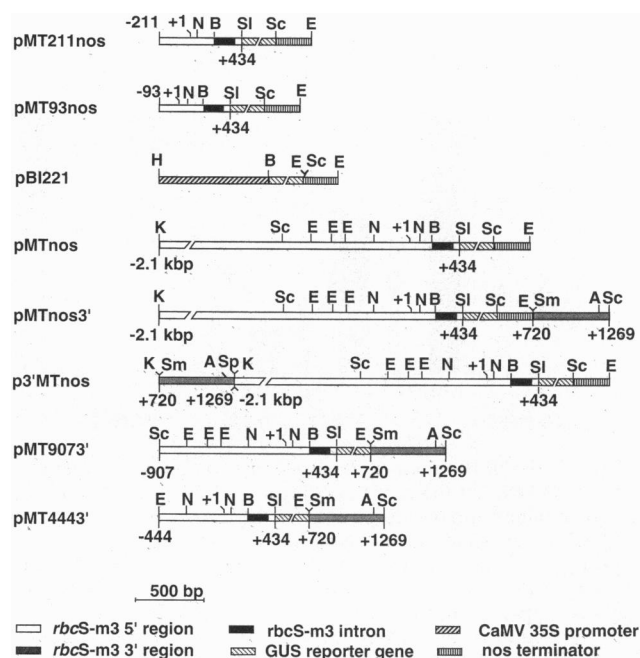 -211 +1 N B Sl Sc E
pMT211nos
+434
-93 +1 N B Sl Sc E
pMT93nos
+434
H B E Sc E
pBI221
K Sc E E E N +1 N B Sl Sc E
pMTnos
-2.1 kbp +434
K Sc E E E N +1 N B Sl Sc E Sm A Sc
pMTnos3'
-2.1 kbp +434 +720 +1269
K Sm A Sp K Sc E E E N +1 N B Sl Sc E
p3'MTnos
+720 +1269 -2.1 kbp +434
Sc E E E N +1 N B Sl E Sm A Sc
pMT9073'
-907 +434 +720 +1269
E N +1 N B Sl E Sm A Sc
pMT4443'
-444 +434 +720 +1269
500 bp
rbcS-m3 5' region rbcS-m3 intron CaMV 35S promoter
rbcS-m3 3' region GUS reporter gene nos terminator